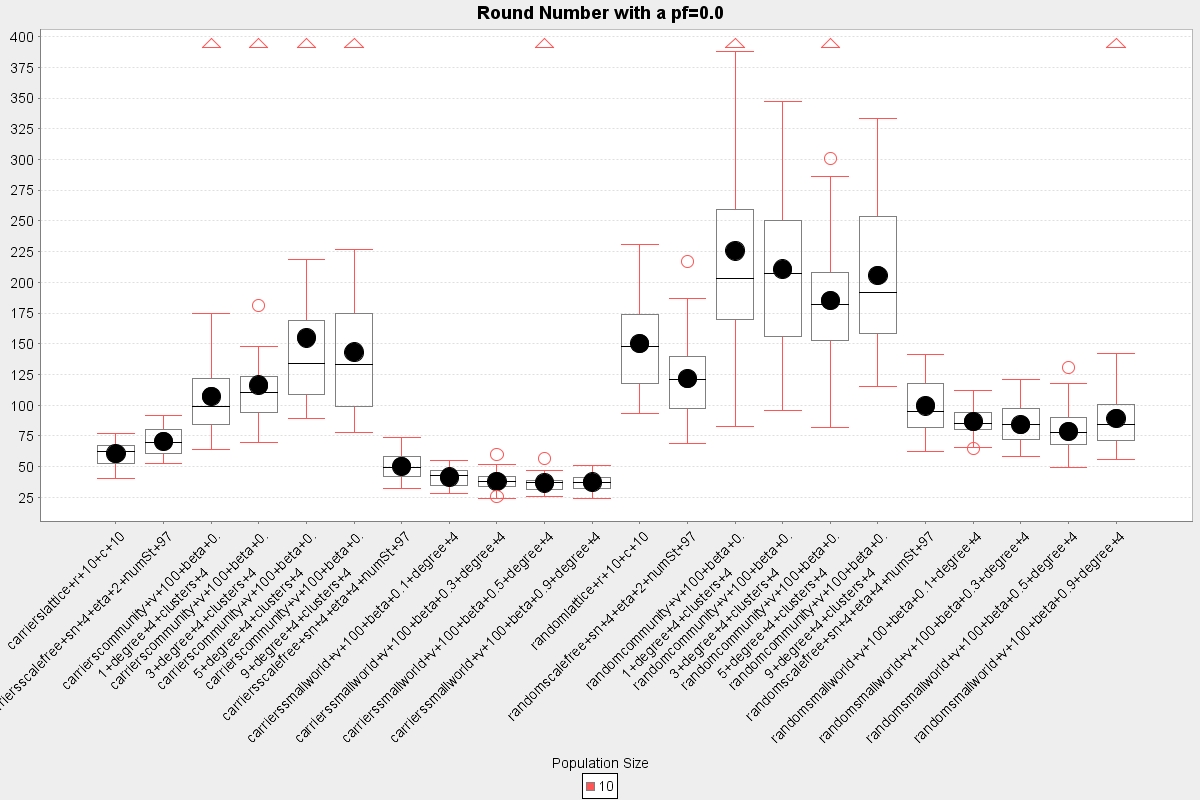 Round Number with a pf=0.0
400
375
350
325
300
275
250
225
200
175
150
125
100
75
50
25
carrierslattice+r+10+c+10
rriersscalefree+sn+4+eta+2+numSt+97
carrierscommunity+v+100+beta+0.
1+degree+4+clusters+4
carrierscommunity+v+100+beta+0.
3+degree+4+clusters+4
carrierscommunity+v+100+beta+0.
5+degree+4+clusters+4
carrierscommunity+v+100+beta+0.
9+degree+4+clusters+4
carriersscalefree+sn+4+eta+4+numSt+97
carrierssmallworld+v+100+beta+0.1+degree+4
carrierssmallworld+v+100+beta+0.3+degree+4
carrierssmallworld+v+100+beta+0.5+degree+4
carrierssmallworld+v+100+beta+0.9+degree+4
randomlattice+r+10+c+10
randomscalefree+sn+4+eta+2+numSt+97
randomcommunity+v+100+beta+0.
1+degree+4+clusters+4
randomcommunity+v+100+beta+0.
3+degree+4+clusters+4
randomcommunity+v+100+beta+0.
5+degree+4+clusters+4
randomcommunity+v+100+beta+0.
9+degree+4+clusters+4
randomscalefree+sn+4+eta+4+numSt+97
randomsmallworld+v+100+beta+0.1+degree+4
randomsmallworld+v+100+beta+0.3+degree+4
randomsmallworld+v+100+beta+0.5+degree+4
randomsmallworld+v+100+beta+0.9+degree+4
Population Size
10